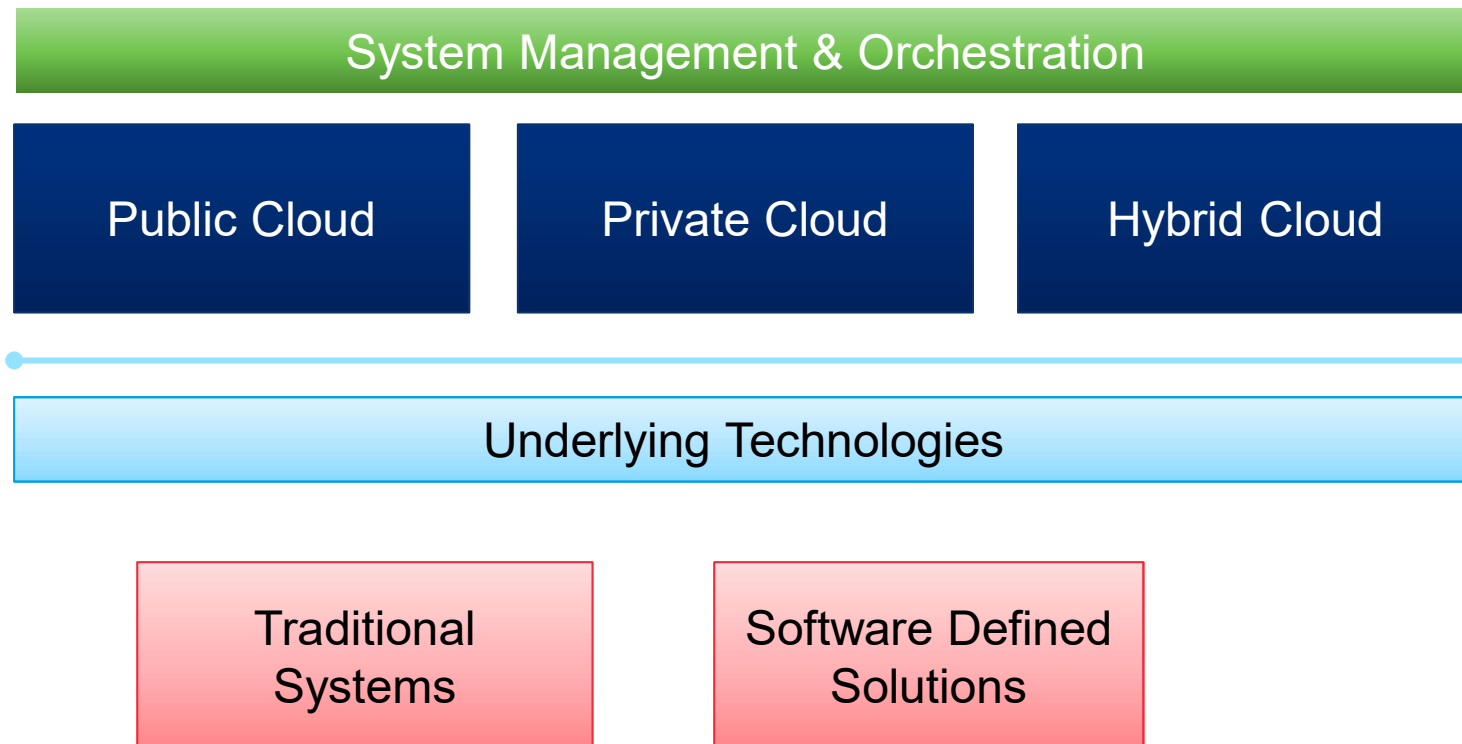 System Management & Orchestration
Public Cloud
Private Cloud
Hybrid Cloud
Underlying Technologies
Traditional
Systems
Software Defined
Solutions